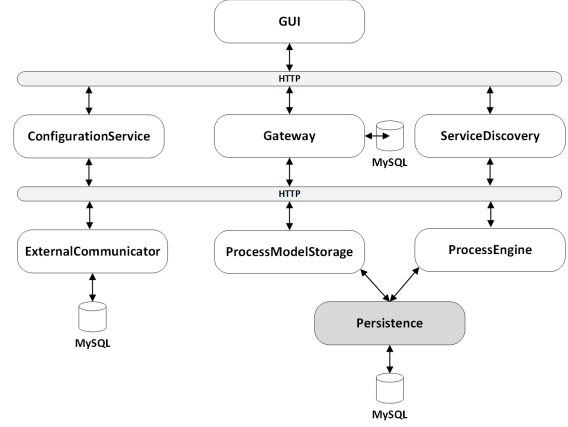 GUI
HTTP
ConfigurationService
Gateway
MySQL
ServiceDiscovery
HTTP
ExternalCommunicator
ProcessModelStorage
ProcessEngine
MySQL
Persistence
MySQL